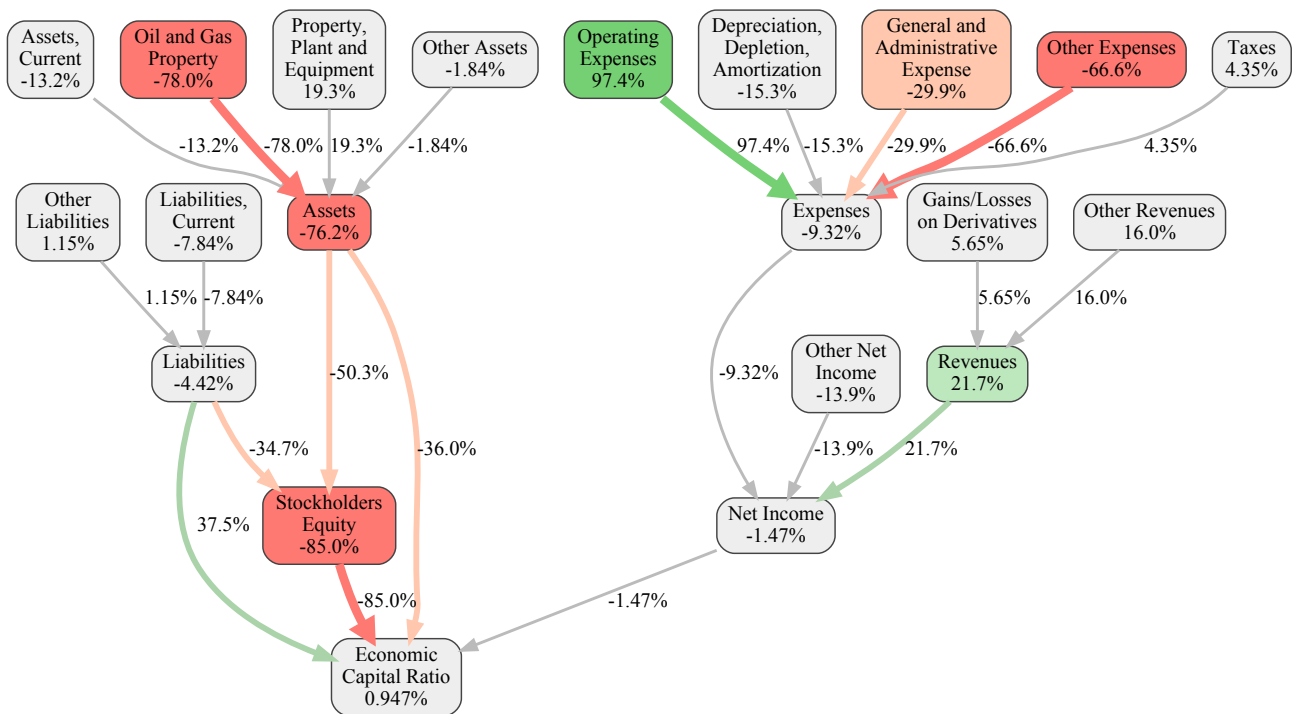 Assets,
Current
-13.2%
Oil and Gas
Property
-78.0%
Property,
Plant and
Equipment
19.3%
Other Assets
-1.84%
Operating
Expenses
97.4%
Depreciation,
Depletion,
Amortization
-15.3%
General and
Administrative
Expense
-29.9%
Other Expenses
-66.6%
Taxes
4.35%
-13.2%
-78.0%
19.3%
-1.84%
97.4%
-15.3%
-29.9%
-66.6%
4.35%
Other
Liabilities
1.15%
Liabilities,
Current
-7.84%
Assets
-76.2%
Expenses
-9.32%
Gains/Losses
on Derivatives
5.65%
Other Revenues
16.0%
1.15%
-7.84%
5.65%
16.0%
Liabilities
-4.42%
-50.3%
-9.32%
Other Net
Income
-13.9%
Revenues
21.7%
-34.7%
-36.0%
-13.9%
21.7%
37.5%
Stockholders
Equity
-85.0%
Net Income
-1.47%
-85.0%
-1.47%
Economic
Capital Ratio
0.947%